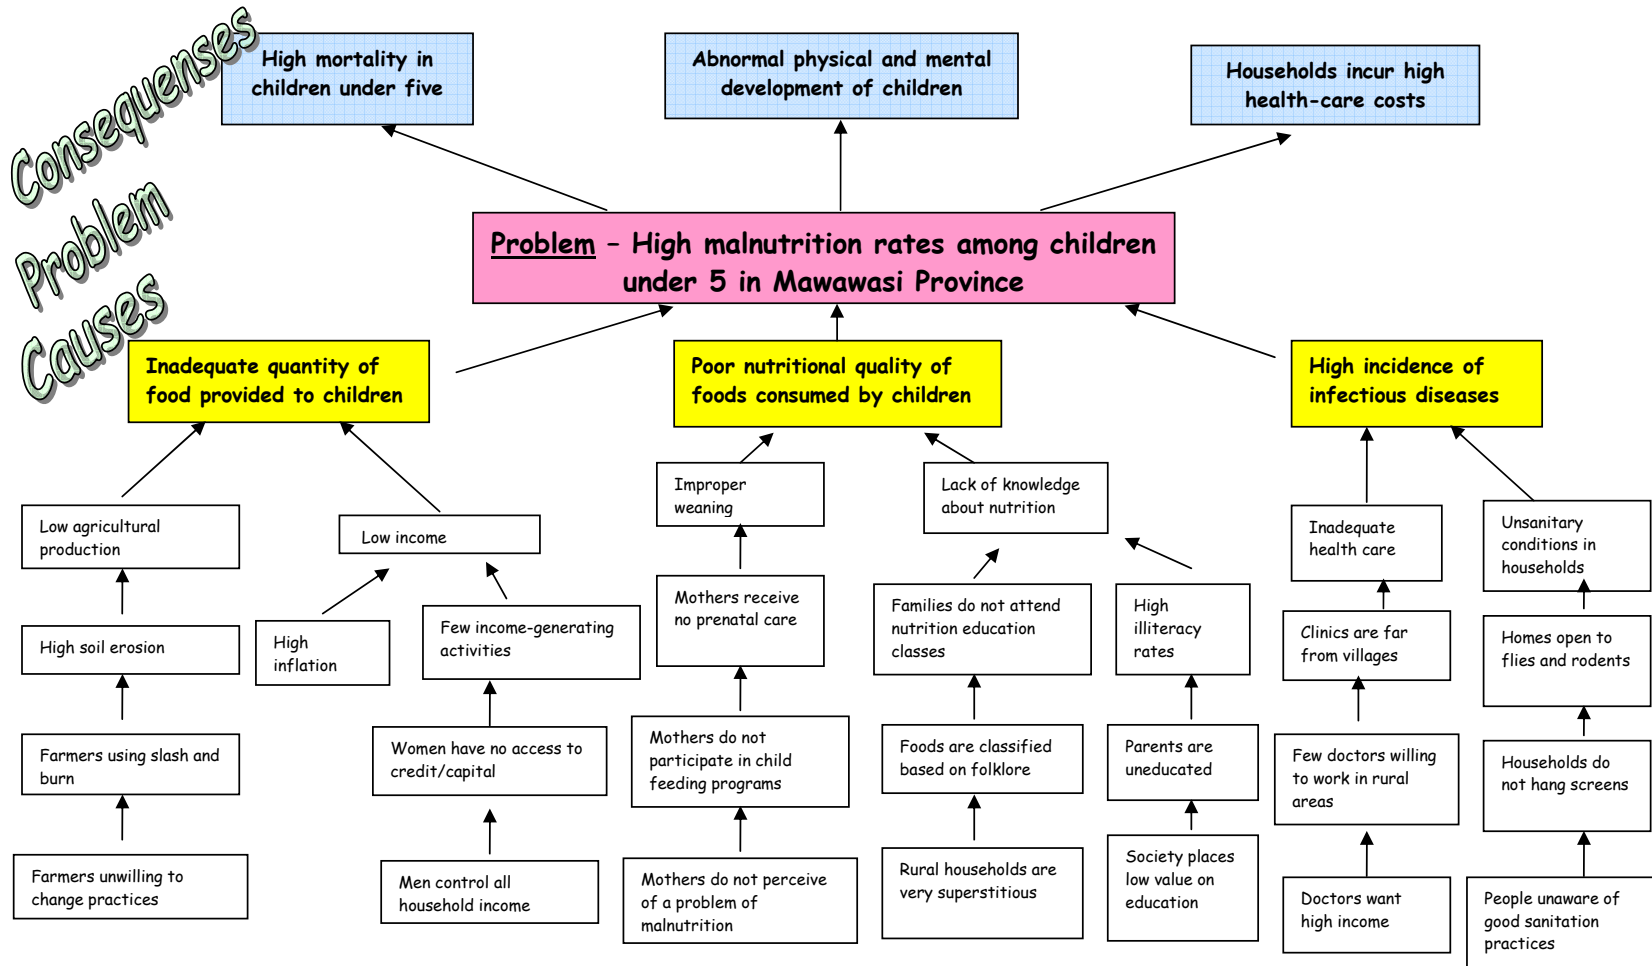 Consequenses
Problem
Causes
High mortality in
children under five
Abnormal physical and mental
development of children
Households incur high
health-care costs
Problem – High malnutrition rates among children
under 5 in Mawawasi Province
Inadequate quantity of
food provided to children
Poor nutritional quality of
foods consumed by children
High incidence of
infectious diseases
Low agricultural
production
High soil erosion
Farmers using slash and
burn
Farmers unwilling to
change practices
Low income
High
inflation
Few income-generating
activities
Women have no access to
credit/capital
Men control all
household income
Improper
weaning
Mothers receive
no prenatal care
Mothers do not
participate in child
feeding programs
Mothers do not perceive
of a problem of
malnutrition
Lack of knowledge
about nutrition
Families do not attend
nutrition education
classes
Foods are classified
based on folklore
Rural households are
very superstitious
High
illiteracy
rates
Parents are
uneducated
Society places
low value on
education
Inadequate
health care
Clinics are far
from villages
Few doctors willing
to work in rural
areas
Doctors want
high income
Unsanitary
conditions in
households
Homes open to
flies and rodents
Households do
not hang screens
People unaware of
good sanitation
practices